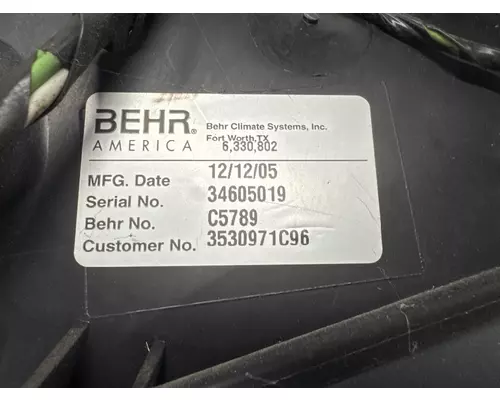 BEHR® Behr Climate Systems, Inc.
AMERICA Fort Worth, TX
6,330,802
MFG. Date 12/12/05
Serial No. 34605019
Behr No. C5789
Customer No. 3530971C96